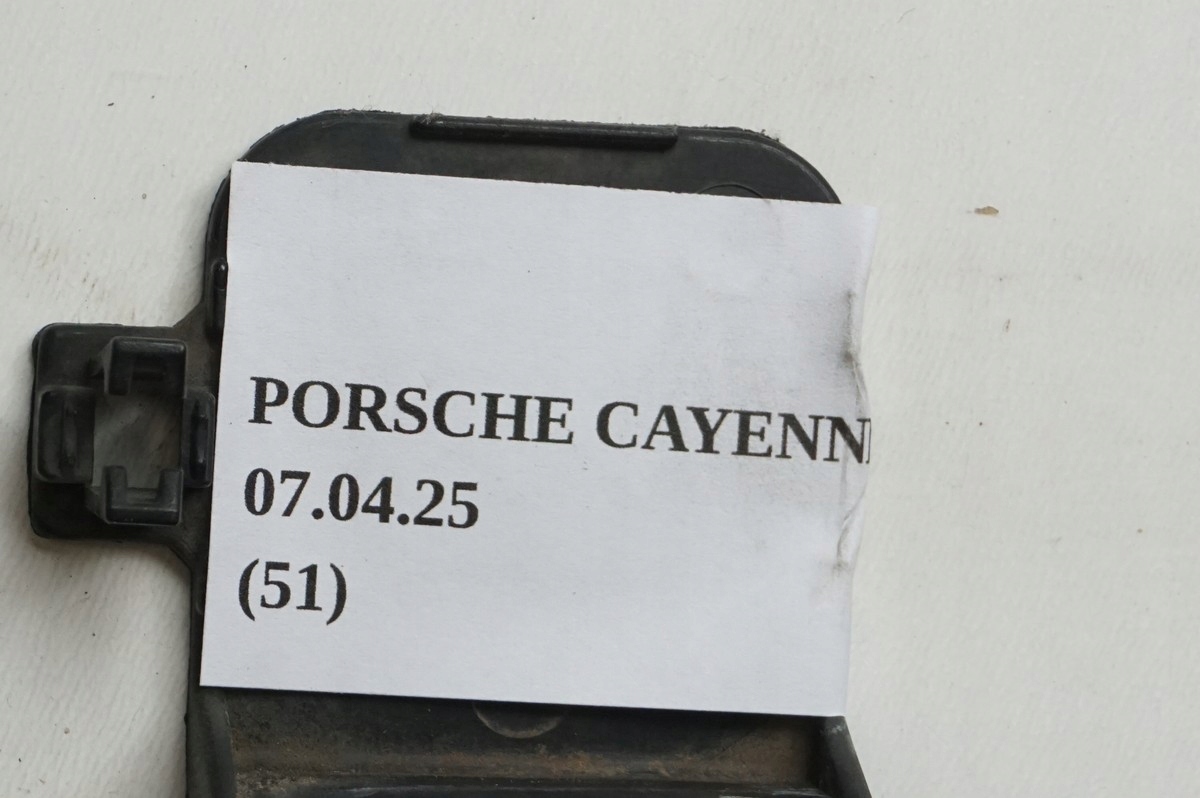 PORSCHE CAYENN
07.04.25
(51)